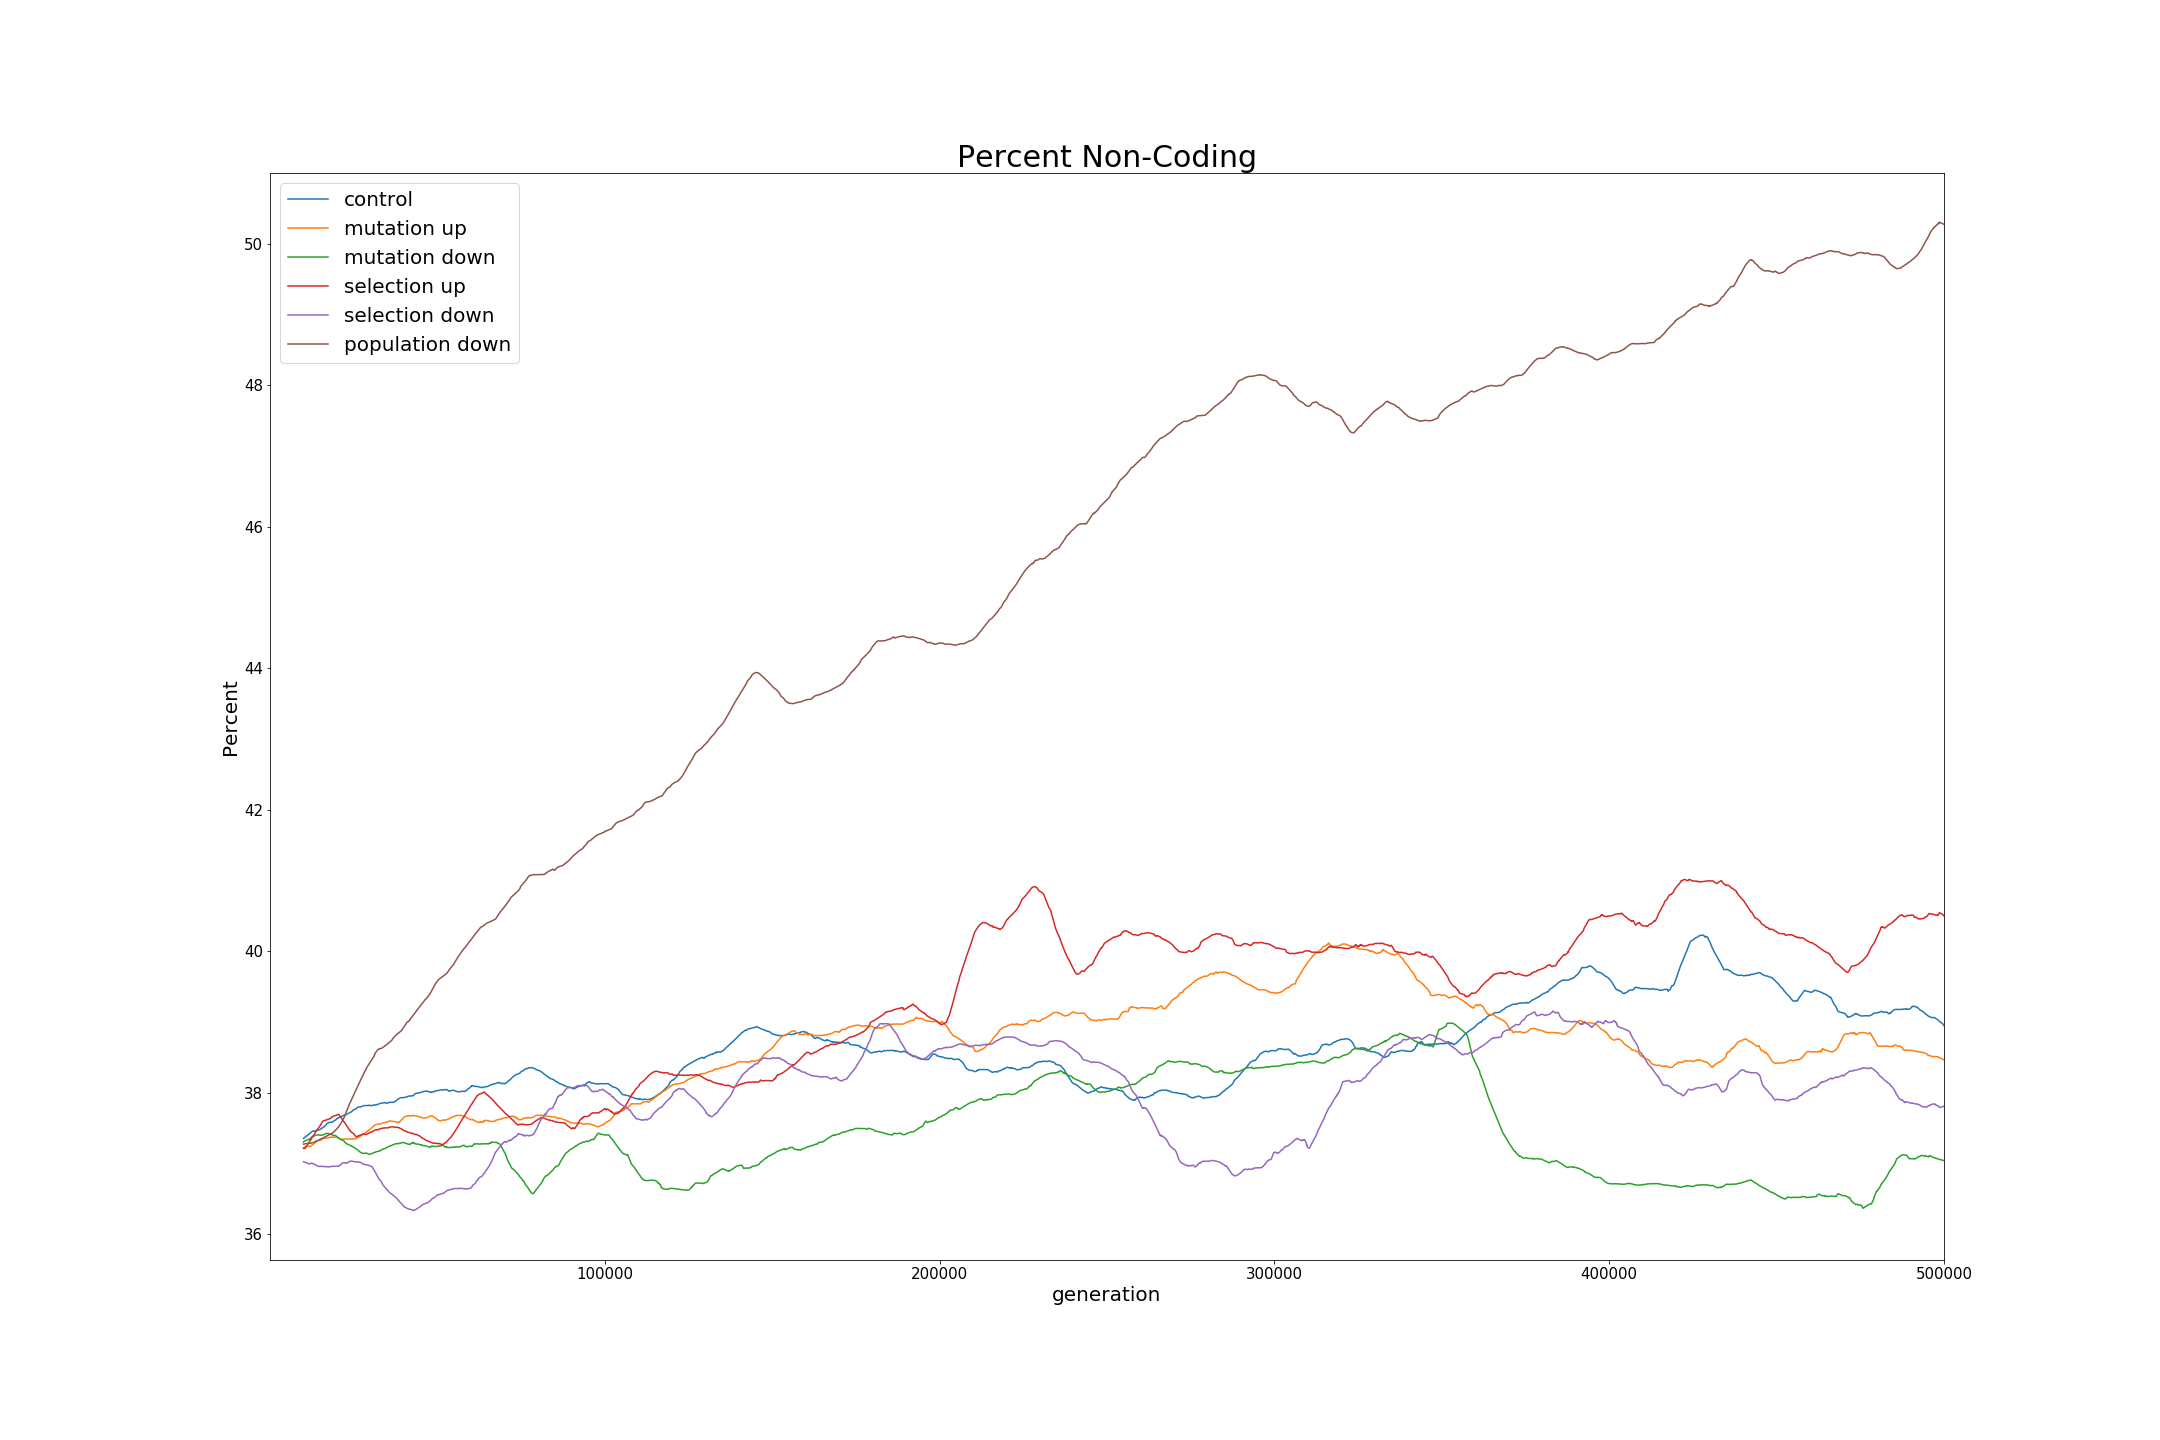 Percent Non-Coding
control
mutation up
mutation down
selection up
selection down
population down
Percent
50
48
46
44
42
40
38
36
100000 200000 300000 400000 500000
generation